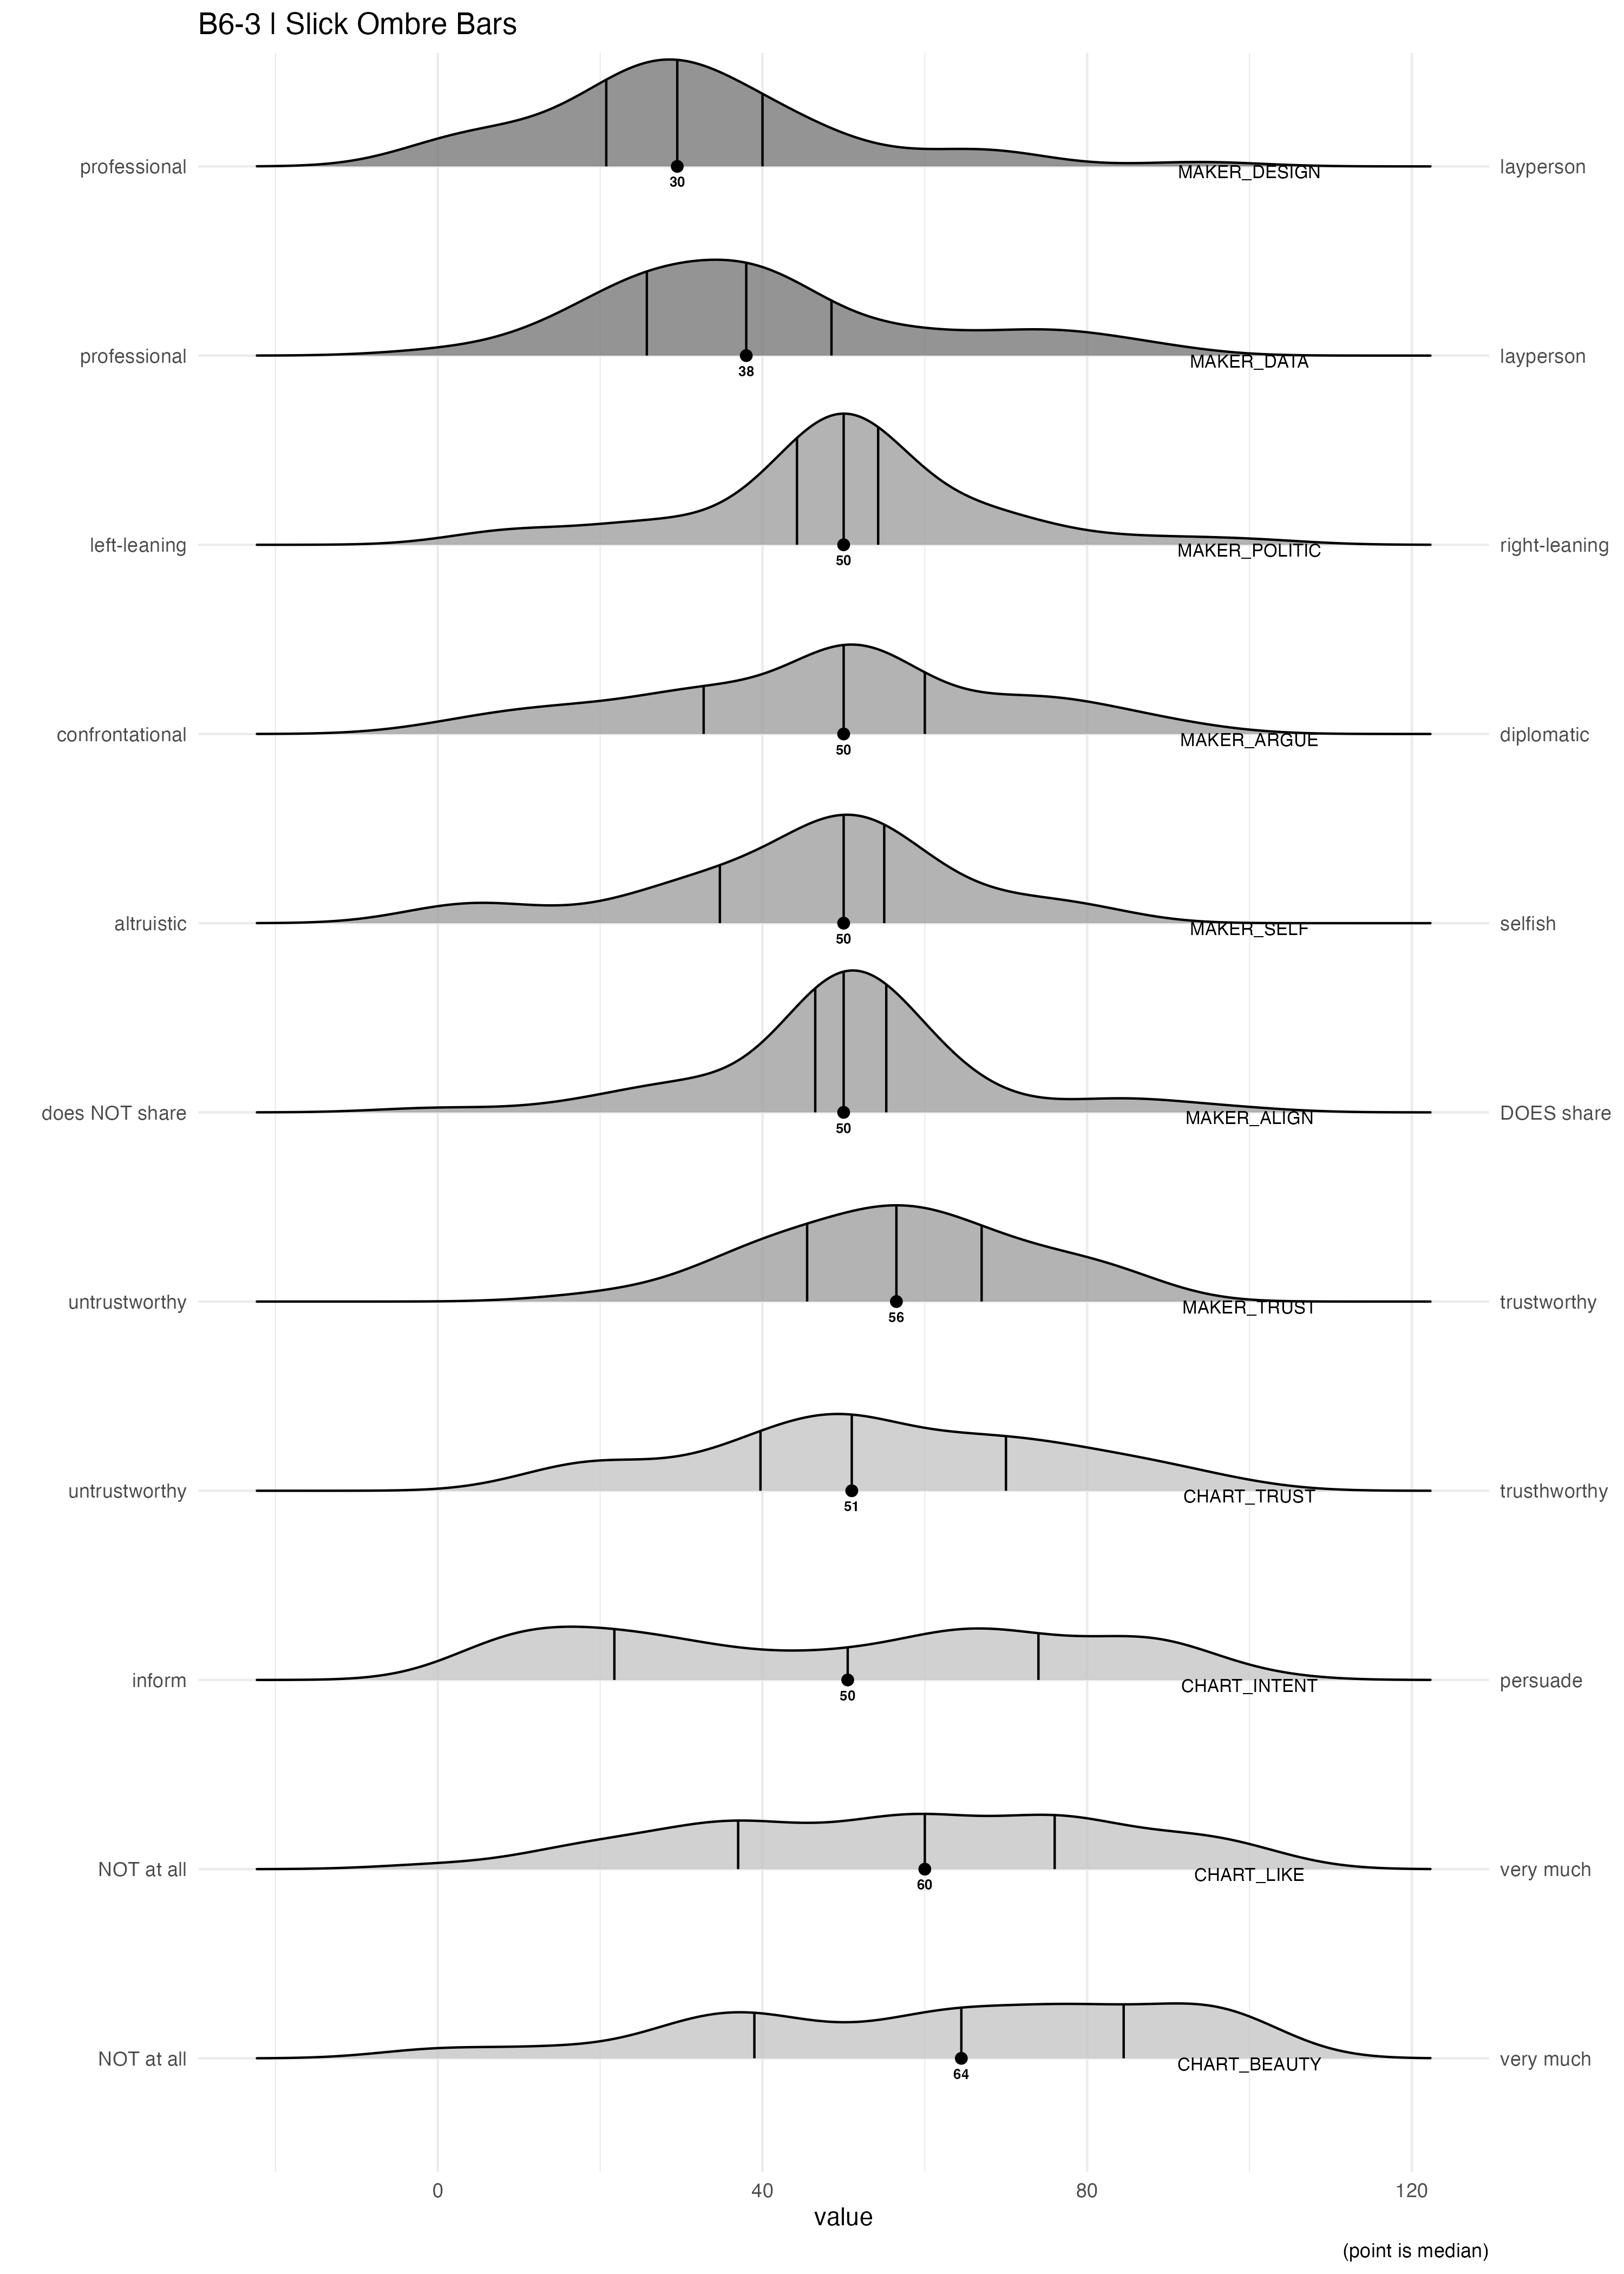 B6-3 | Slick Ombre Bars
professional MAKER_DESIGN layperson
30
professional MAKER_DATA layperson
38
left-leaning MAKER_POLITIC right-leaning
50
confrontational MAKER_ARGUE diplomatic
50
altruistic MAKER_SELF selfish
50
does NOT share MAKER_ALIGN DOES share
50
untrustworthy MAKER_TRUST trustworthy
56
untrustworthy CHART_TRUST trusthworthy
51
inform CHART_INTENT persuade
50
NOT at all CHART_LIKE very much
60
NOT at all CHART_BEAUTY very much
64
0 40 80 120
value
(point is median)